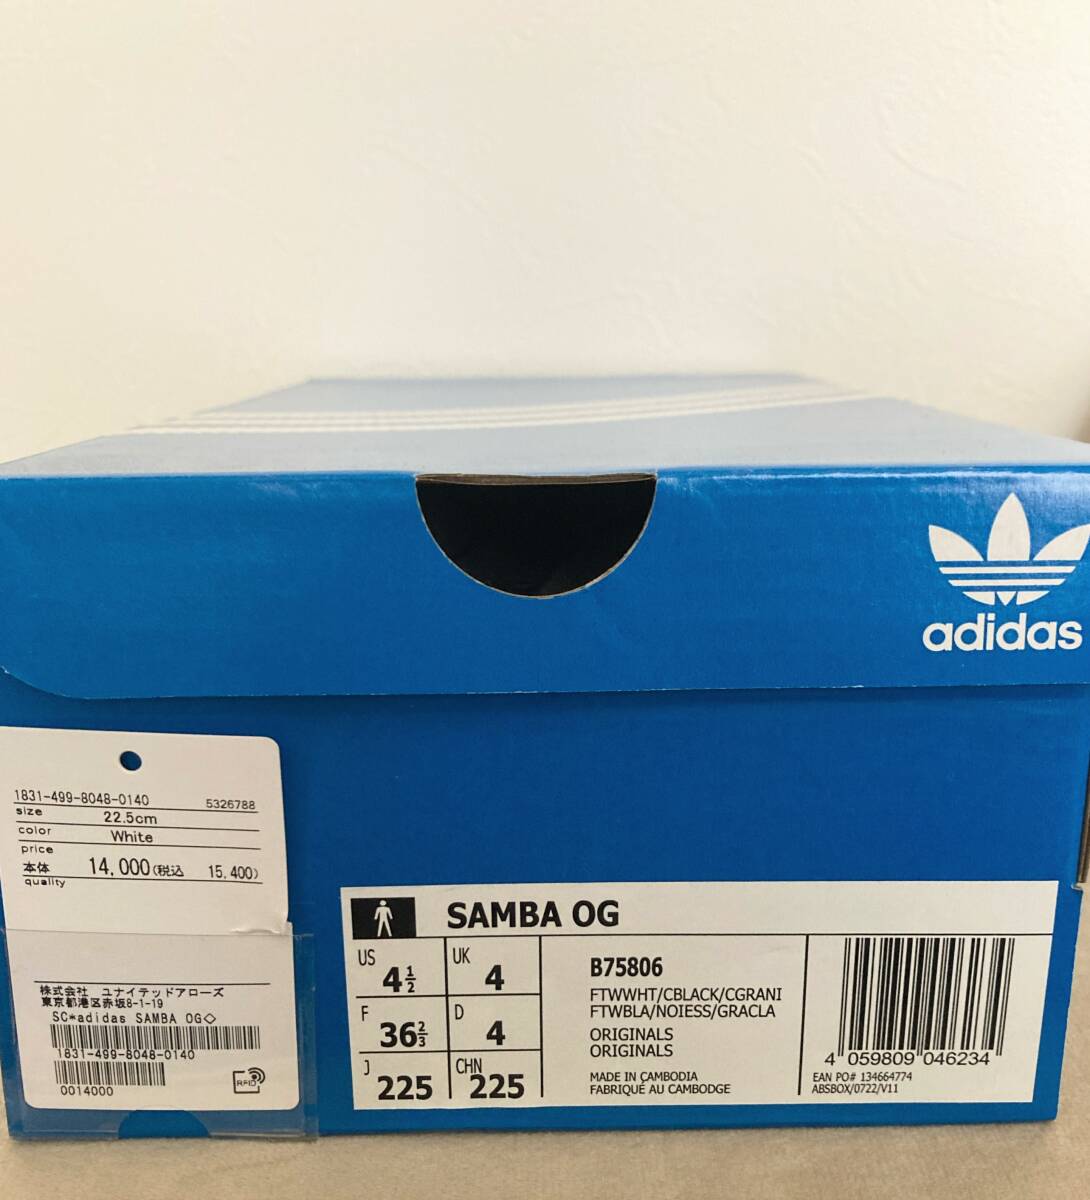 adidas
1831-499-8048-0140 5326788
size 22.5cm
color White
price
本体 14,000(税込 15,400)
quality
株式会社 ユナイテッドアローズ
東京都港区赤坂8-1-19
SC*adidas SAMBA OG◇
1831-499-8048-0140
0014000
RFID
SAMBA OG
US 4½ UK 4
F 36⅔ D 4
J 225 CHN 225
B75806
FTWWHT/CBLACK/CGRANI
FTWBLA/NOIESS/GRACLA
ORIGINALS
ORIGINALS
MADE IN CAMBODIA
FABRIQUÉ AU CAMBODGE
4 059809 046234
EAN PO# 134664774
ABSBOX/0722/V11